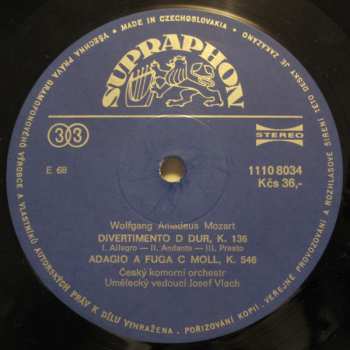 MADE IN CZECHOSLOVAKIA
VŠECHNA PRÁVA GRAMOFONOVÉHO VÝROBCE A VLASTNÍKŮ AUTORSKÝCH PRÁV K DÍLU VYHRAŽENA. POŘIZOVÁNÍ KOPIÍ, VEŘEJNÉ PROVOZOVÁNÍ A ROZHLASOVÉ ŠÍŘENÍ TÉTO DESKY JE ZAKÁZÁNO
SUPRAPHON
33
STEREO
E 68
1110 8034
Kčs 36,-
Wolfgang Amadeus Mozart
DIVERTIMENTO D DUR, K. 136
I. Allegro — II. Andante — III. Presto
ADAGIO A FUGA C MOLL, K. 546
Český komorní orchestr
Umělecký vedoucí Josef Vlach